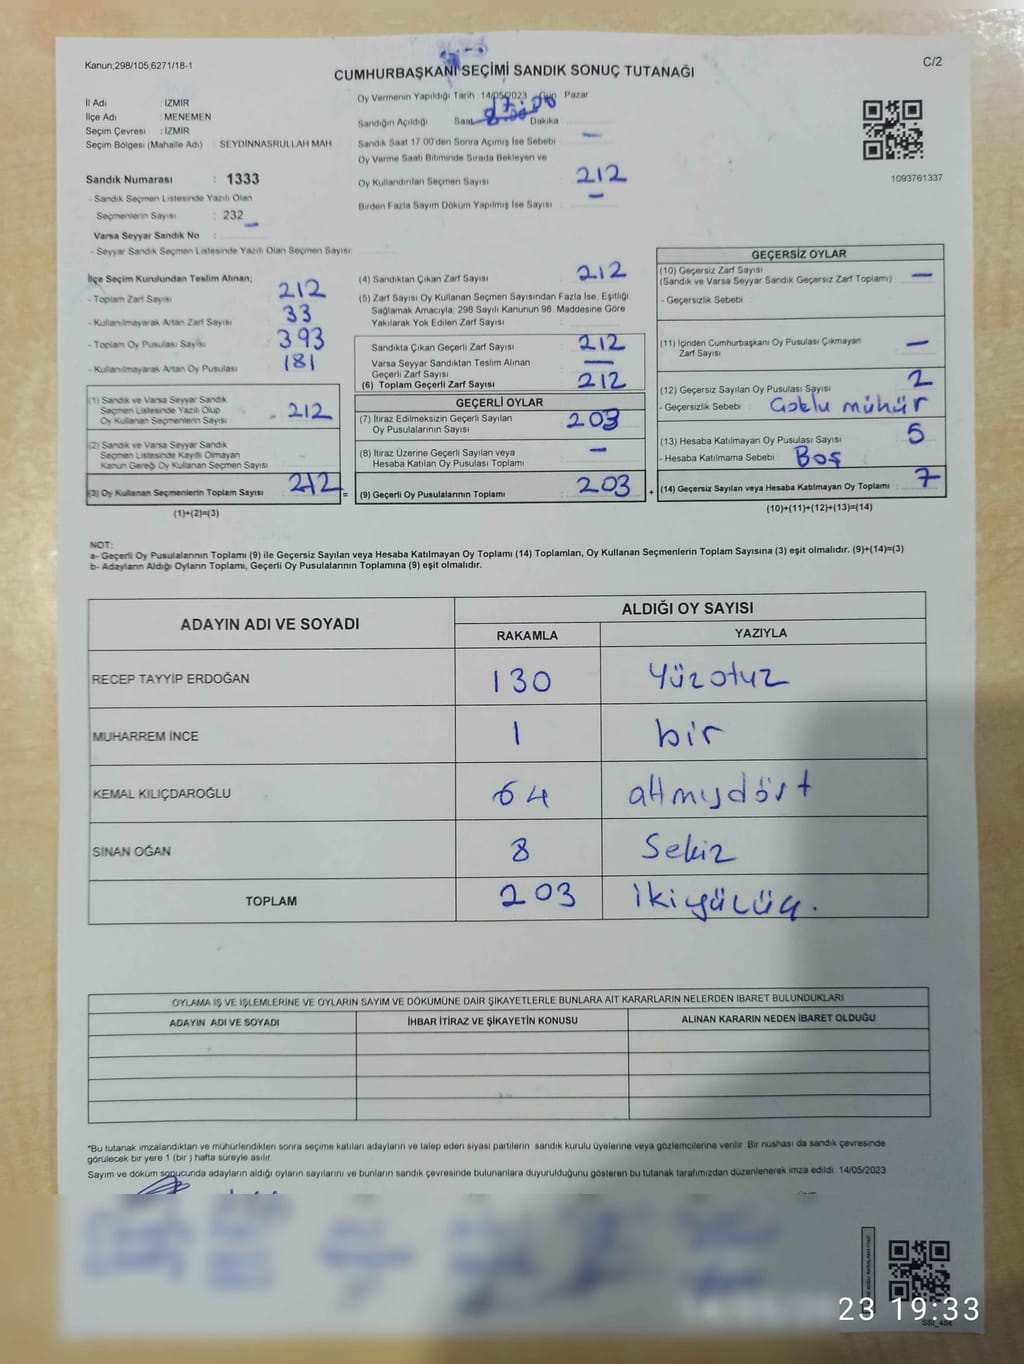 Kanun;298/105,6271/18-1
C/2
CUMHURBAŞKANI SEÇİMİ SANDIK SONUÇ TUTANAĞI
İl Adı : İZMİR
İlçe Adı : MENEMEN
Seçim Çevresi : İZMİR
Seçim Bölgesi (Mahalle Adı) SEYDİNNASRULLAH MAH.
Sandık Numarası : 1333
- Sandık Seçmen Listesinde Yazılı Olan
Seçmenlerin Sayısı : 232
Varsa Seyyar Sandık No : —
- Seyyar Sandık Seçmen Listesinde Yazılı Olan Seçmen Sayısı:
Oy Vermenin Yapıldığı Tarih 14/05/2023 Gün Pazar
Sandığın Açıldığı Saat 17:00 Dakika
Sandık Saat 17.00'den Sonra Açımış İse Sebebi —
Oy Verme Saati Bitiminde Sırada Bekleyen ve
Oy Kullandırılan Seçmen Sayısı 212
Birden Fazla Sayım Döküm Yapılmış İse Sayısı —
1093761337
İlçe Seçim Kurulundan Teslim Alınan;
- Toplam Zarf Sayısı 212
- Kullanılmayarak Artan Zarf Sayısı 33
- Toplam Oy Pusulası Sayısı 393
- Kullanılmayarak Artan Oy Pusulası 181
(1) Sandık ve Varsa Seyyar Sandık
Seçmen Listesinde Yazılı Olup
Oy Kullanan Seçmenlerin Sayısı 212
(2) Sandık ve Varsa Seyyar Sandık
Seçmen Listesinde Kayıtlı Olmayan
Kanun Gereği Oy Kullanan Seçmen Sayısı
(3) Oy Kullanan Seçmenlerin Toplam Sayısı 212 =
(1)+(2)=(3)
(4) Sandıktan Çıkan Zarf Sayısı 212
(5) Zarf Sayısı Oy Kullanan Seçmen Sayısından Fazla İse, Eşitliği
Sağlamak Amacıyla, 298 Sayılı Kanunun 98. Maddesine Göre
Yakılarak Yok Edilen Zarf Sayısı
Sandıkta Çıkan Geçerli Zarf Sayısı 212
Varsa Seyyar Sandıktan Teslim Alınan
Geçerli Zarf Sayısı —
(6) Toplam Geçerli Zarf Sayısı 212
GEÇERLİ OYLAR
(7) İtiraz Edilmeksizin Geçerli Sayılan
Oy Pusulalarının Sayısı 203
(8) İtiraz Üzerine Geçerli Sayılan veya
Hesaba Katılan Oy Pusulası Toplamı —
(9) Geçerli Oy Pusulalarının Toplamı 203 +
GEÇERSİZ OYLAR
(10) Geçersiz Zarf Sayısı
(Sandık ve Varsa Seyyar Sandık Geçersiz Zarf Toplamı) —
- Geçersizlik Sebebi :
(11) İçinden Cumhurbaşkanı Oy Pusulası Çıkmayan
Zarf Sayısı —
(12) Geçersiz Sayılan Oy Pusulası Sayısı 2
- Geçersizlik Sebebi : Çoklu mühür
(13) Hesaba Katılmayan Oy Pusulası Sayısı 5
- Hesaba Katılmama Sebebi : Boş
(14) Geçersiz Sayılan veya Hesaba Katılmayan Oy Toplamı 7
(10)+(11)+(12)+(13)=(14)
NOT:
a- Geçerli Oy Pusulalarının Toplamı (9) ile Geçersiz Sayılan veya Hesaba Katılmayan Oy Toplamı (14) Toplamları, Oy Kullanan Seçmenlerin Toplam Sayısına (3) eşit olmalıdır. (9)+(14)=(3)
b- Adayların Aldığı Oyların Toplamı, Geçerli Oy Pusulalarının Toplamına (9) eşit olmalıdır.
ADAYIN ADI VE SOYADI
ALDIĞI OY SAYISI
RAKAMLA YAZIYLA
RECEP TAYYİP ERDOĞAN 130 Yüzotuz
MUHARREM İNCE 1 bir
KEMAL KILIÇDAROĞLU 64 altmışdört
SİNAN OĞAN 8 Sekiz
TOPLAM 203 ikiyüzüç.
OYLAMA İŞ VE İŞLEMLERİNE VE OYLARIN SAYIM VE DÖKÜMÜNE DAİR ŞİKAYETLERLE BUNLARA AİT KARARLARIN NELERDEN İBARET BULUNDUKLARI
ADAYIN ADI VE SOYADI İHBAR İTİRAZ VE ŞİKAYETİN KONUSU ALINAN KARARIN NEDEN İBARET OLDUĞU
*Bu tutanak imzalandıktan ve mühürlendikten sonra seçime katılan adayların ve talep eden siyasi partilerin sandık kurulu üyelerine veya gözlemcilerine verilir. Bir nüshası da sandık çevresinde
görülecek bir yere 1 (bir) hafta süreyle asılır.
Sayım ve döküm sonucunda adayların aldığı oyların sayılarını ve bunların sandık çevresinde bulunanlara duyurulduğunu gösteren bu tutanak tarafımızdan düzenlenerek imza edildi. 14/05/2023
23 19:33